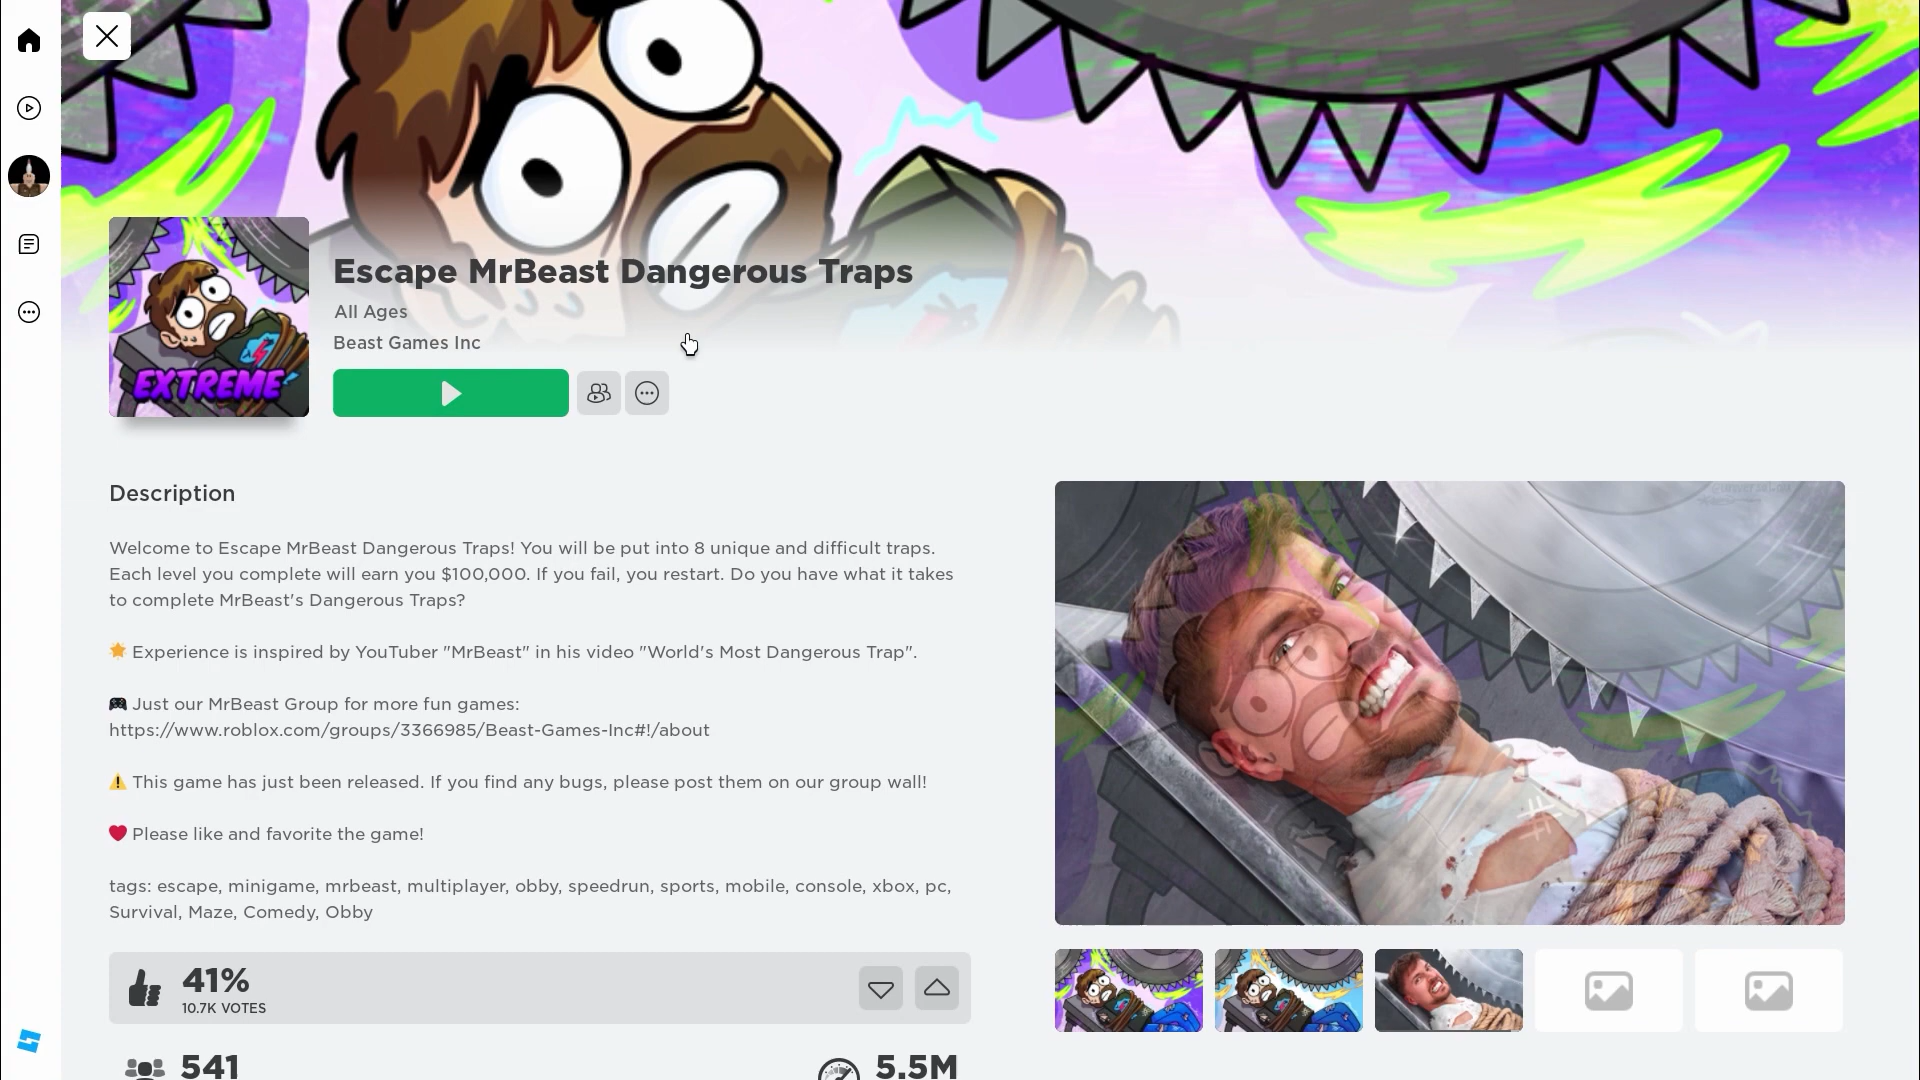 Escape MrBeast Dangerous Traps
All Ages
Beast Games Inc
EXTREME
Description
Welcome to Escape MrBeast Dangerous Traps! You will be put into 8 unique and difficult traps.
Each level you complete will earn you $100,000. If you fail, you restart. Do you have what it takes
to complete MrBeast's Dangerous Traps?
🌟 Experience is inspired by YouTuber "MrBeast" in his video "World's Most Dangerous Trap".
🎮 Just our MrBeast Group for more fun games:
https://www.roblox.com/groups/3366985/Beast-Games-Inc#!/about
⚠️ This game has just been released. If you find any bugs, please post them on our group wall!
❤️ Please like and favorite the game!
tags: escape, minigame, mrbeast, multiplayer, obby, speedrun, sports, mobile, console, xbox, pc,
Survival, Maze, Comedy, Obby
41%
10.7K VOTES
541
5.5M